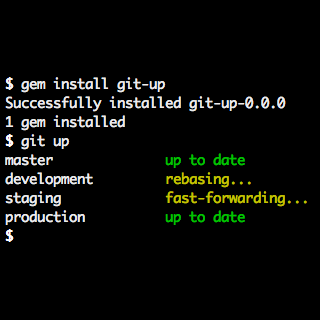 $ gem install git-up
Successfully installed git-up-0.0.0
1 gem installed
$ git up
master up to date
development rebasing...
staging fast-forwarding...
production up to date
$